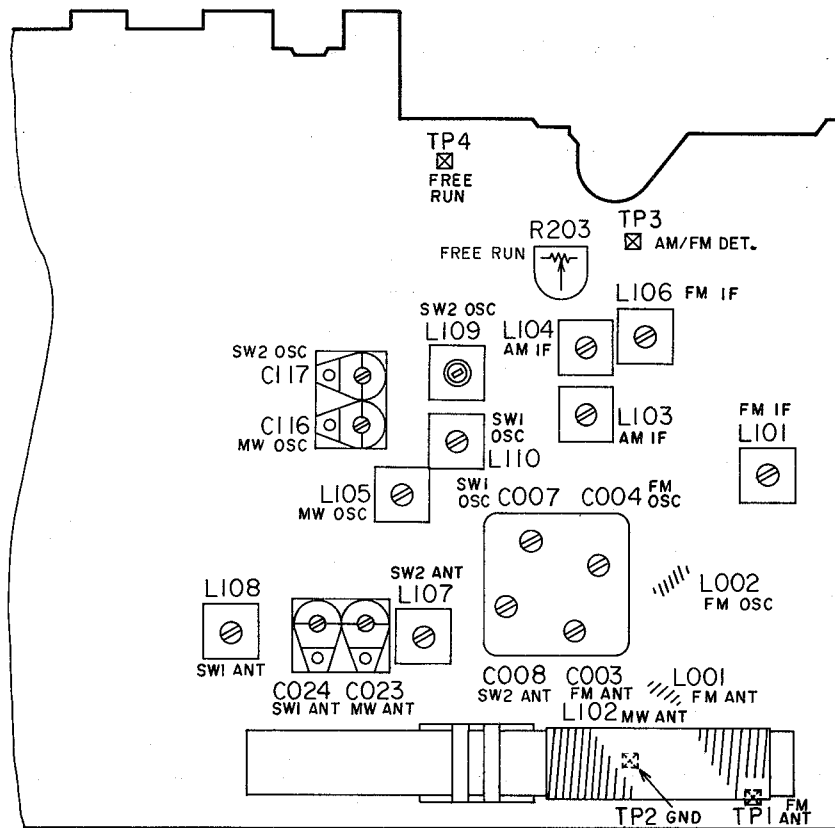 TP4
FREE
RUN
TP3
AM/FM DET.
R203
FREE RUN
L106 FM IF
SW2 OSC
L109
L104
AM IF
SW2 OSC
C117
C116
MW OSC
SW1
OSC
L110
L103
AM IF
FM IF
L101
L105
MW OSC
SW1
OSC C007
C004 FM
OSC
L108
SW1 ANT
SW2 ANT
L107
L002
FM OSC
C024
SW1 ANT
C023
MW ANT
C008
SW2 ANT
C003
FM ANT
L001
FM ANT
L102 MW ANT
TP2 GND
TP1 FM
ANT